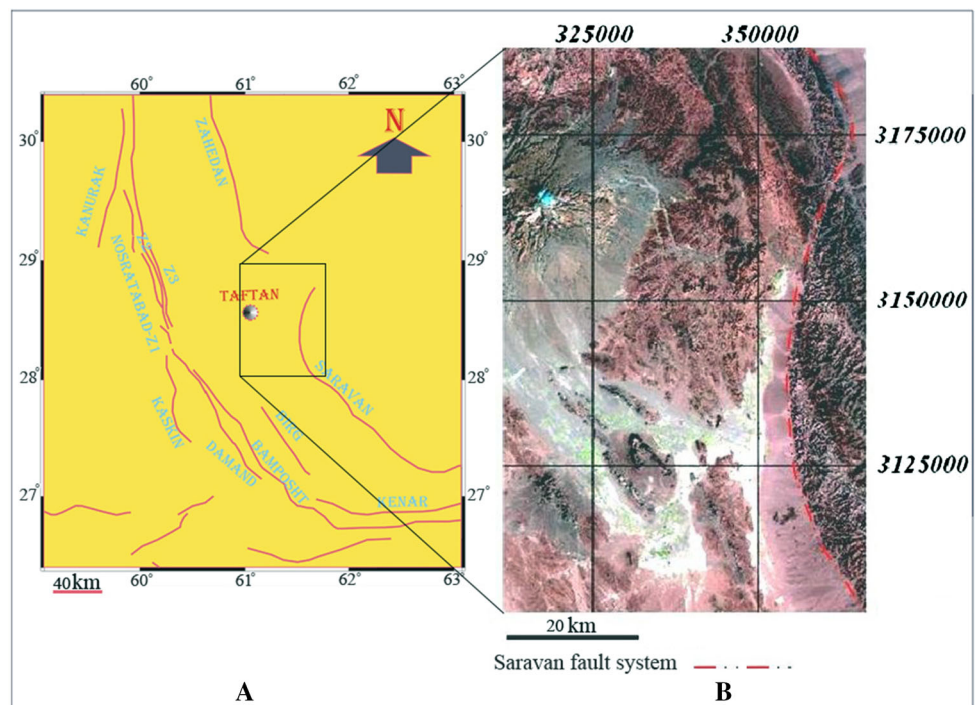 325000 350000
60° 61° 62° 63
30° 30°
29° 29°
28° 28°
27° 27°
60° 61° 62° 63
N
ZAHEDAN
KANURAK
NOSRATABAD-Z1
Z2
Z3
TAFTAN
SARAVAN
KASKIN
DAMAND
BAMPOSHT
BIRG
KENAR
40km
3175000
3150000
3125000
20 km
Saravan fault system
A B